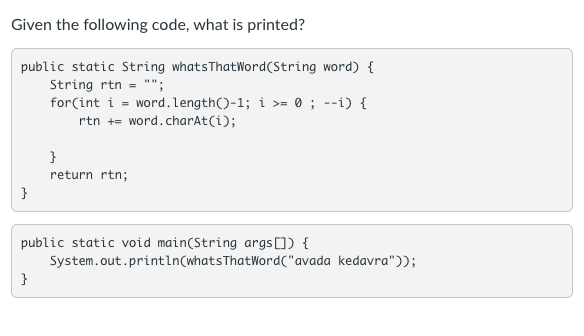 Given the following code, what is printed?
public static String whatsThatWord(String word) {
String rtn = "";
for(int i = word.length()-1; i >= 0 ; --i) {
rtn += word.charAt(i);
}
return rtn;
}
public static void main(String args[]) {
System.out.println(whatsThatWord("avada kedavra"));
}